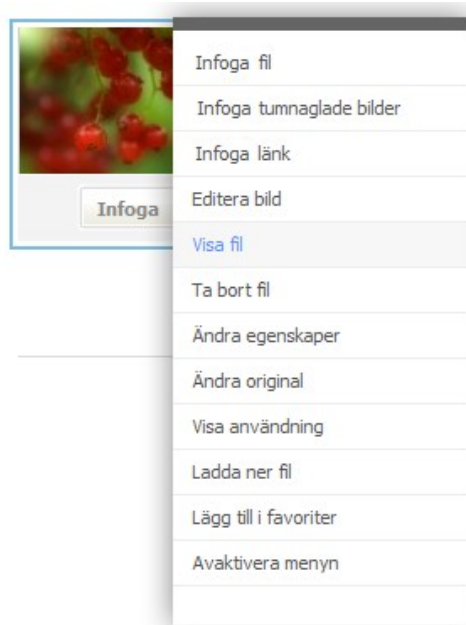 Infoga
Infoga fil
Infoga tumnaglade bilder
Infoga länk
Editera bild
Visa fil
Ta bort fil
Ändra egenskaper
Ändra original
Visa användning
Ladda ner fil
Lägg till i favoriter
Avaktivera menyn